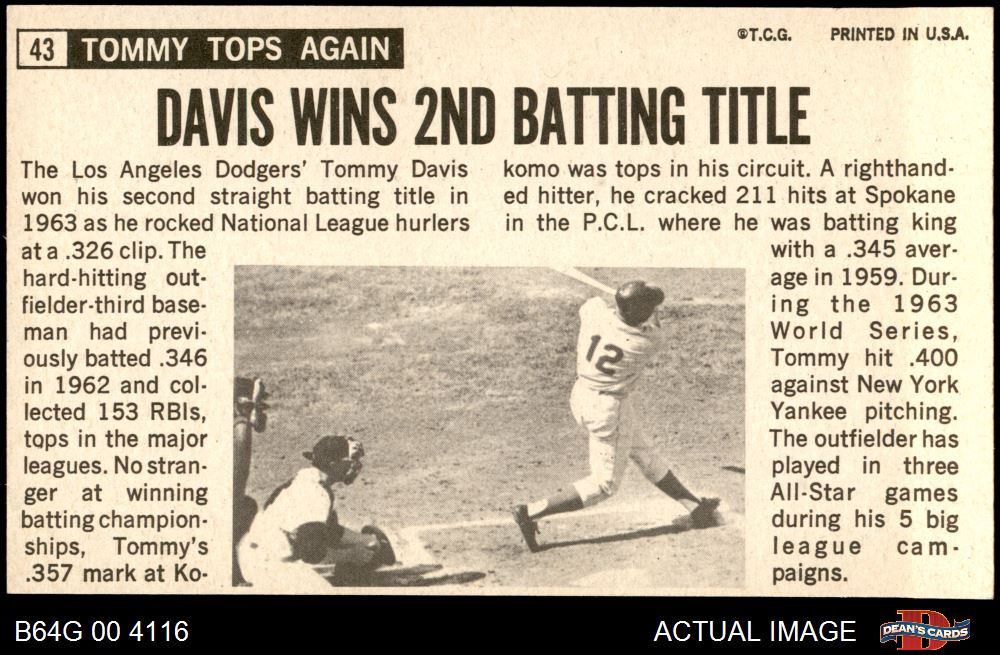 43 TOMMY TOPS AGAIN
©T.C.G. PRINTED IN U.S.A.
DAVIS WINS 2ND BATTING TITLE
The Los Angeles Dodgers' Tommy Davis
won his second straight batting title in
1963 as he rocked National League hurlers
at a .326 clip. The
hard-hitting out-
fielder-third base-
man had previ-
ously batted .346
in 1962 and col-
lected 153 RBIs,
tops in the major
leagues. No stran-
ger at winning
batting champion-
ships, Tommy's
.357 mark at Ko-
komo was tops in his circuit. A righthand-
ed hitter, he cracked 211 hits at Spokane
in the P.C.L. where he was batting king
with a .345 aver-
age in 1959. Dur-
ing the 1963
World Series,
Tommy hit .400
against New York
Yankee pitching.
The outfielder has
played in three
All-Star games
during his 5 big
league cam-
paigns.
12
B64G 00 4116
ACTUAL IMAGE
D
DEAN'S CARDS